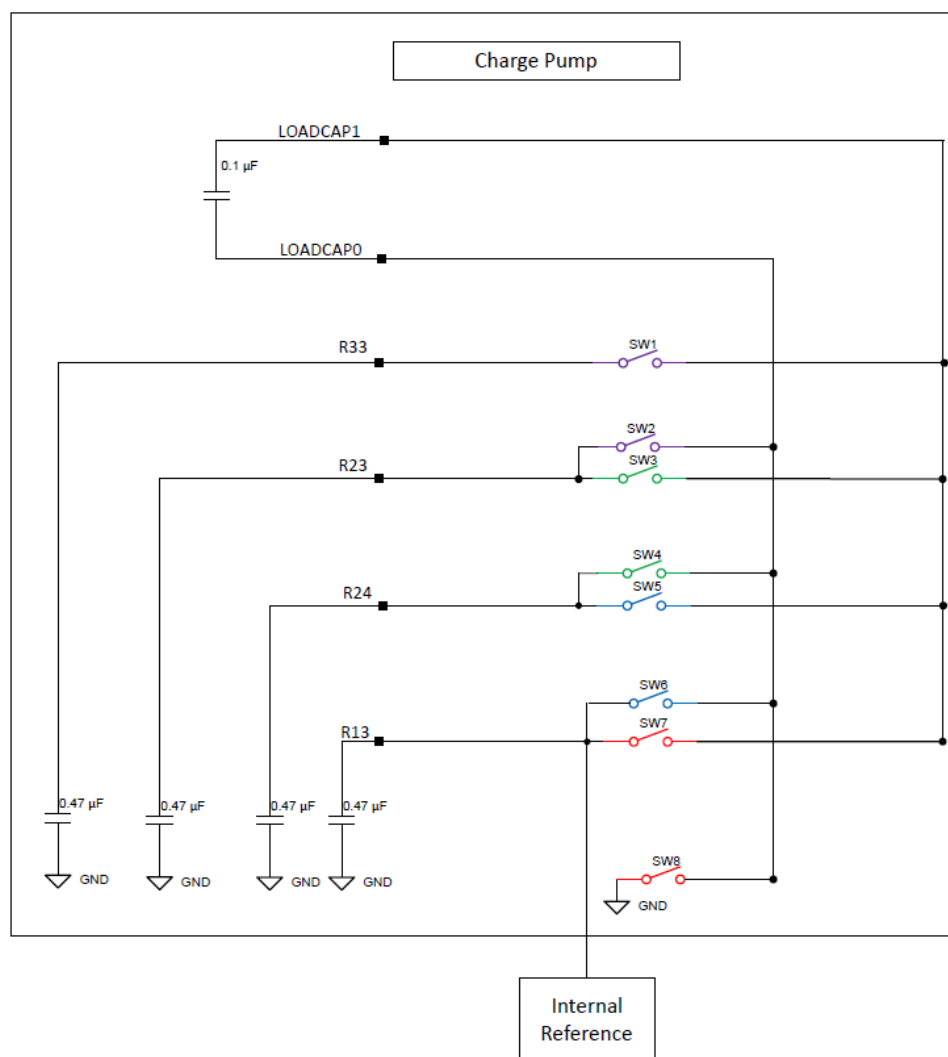 Charge Pump
LOADCAP1
0.1 µF
LOADCAP0
R33
SW1
SW2
R23
SW3
SW4
R24
SW5
SW6
R13
SW7
0.47 µF
0.47 µF
0.47 µF
0.47 µF
SW8
GND
GND
GND
GND
GND
Internal
Reference